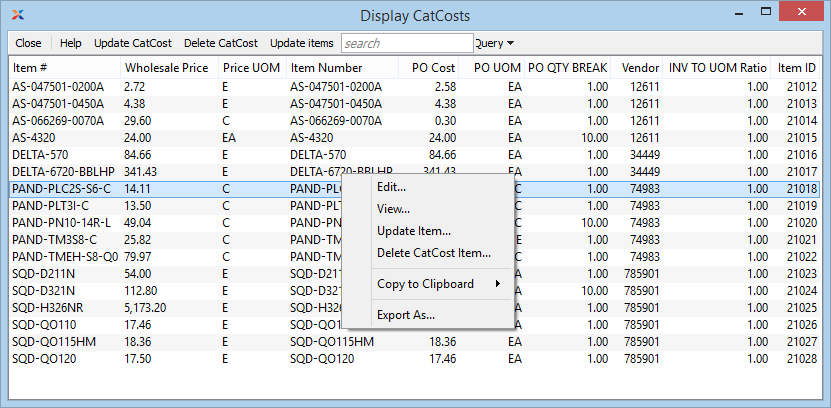 Display CatCosts
Close Help Update CatCost Delete CatCost Update items search Query
Item # Wholesale Price Price UOM Item Number PO Cost PO UOM PO QTY BREAK Vendor INV TO UOM Ratio Item ID
AS-047501-0200A 2.72 E AS-047501-0200A 2.58 EA 1.00 12611 1.00 21012
AS-047501-0450A 4.38 E AS-047501-0450A 4.38 EA 1.00 12611 1.00 21013
AS-066269-0070A 29.60 C AS-066269-0070A 0.30 EA 1.00 12611 1.00 21014
AS-4320 24.00 EA AS-4320 24.00 EA 10.00 12611 1.00 21015
DELTA-570 84.66 E DELTA-570 84.66 EA 1.00 34449 1.00 21016
DELTA-6720-BBLHP 341.43 E DELTA-6720-BBLHP 341.43 EA 1.00 34449 1.00 21017
PAND-PLC2S-S6-C 14.11 C PAND-PLC Edit... C 1.00 74983 1.00 21018
PAND-PLT3I-C 13.50 C PAND-PLT View... C 1.00 74983 1.00 21019
PAND-PN10-14R-L 49.04 C PAND-PN Update Item... C 10.00 74983 1.00 21020
PAND-TM3S8-C 25.82 C PAND-TM Delete CatCost Item... C 1.00 74983 1.00 21021
PAND-TMEH-S8-Q0 79.97 C PAND-TM C 1.00 74983 1.00 21022
SQD-D211N 54.00 E SQD-D211 Copy to Clipboard A 1.00 785901 1.00 21023
SQD-D321N 112.80 E SQD-D321 A 10.00 785901 1.00 21024
SQD-H326NR 5,173.20 E SQD-H326 Export As... A 1.00 785901 1.00 21025
SQD-QO110 17.46 E SQD-QO1 A 1.00 785901 1.00 21026
SQD-QO115HM 18.36 E SQD-QO115HM 18.36 EA 1.00 785901 1.00 21027
SQD-QO120 17.50 E SQD-QO120 17.46 EA 1.00 785901 1.00 21028